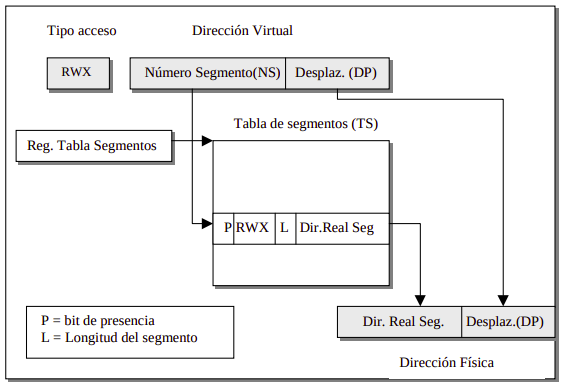 Tipo acceso Dirección Virtual
RWX Número Segmento(NS) Desplaz. (DP)
Tabla de segmentos (TS)
Reg. Tabla Segmentos
P RWX L Dir.Real Seg
P = bit de presencia
L = Longitud del segmento
Dir. Real Seg. Desplaz.(DP)
Dirección Física